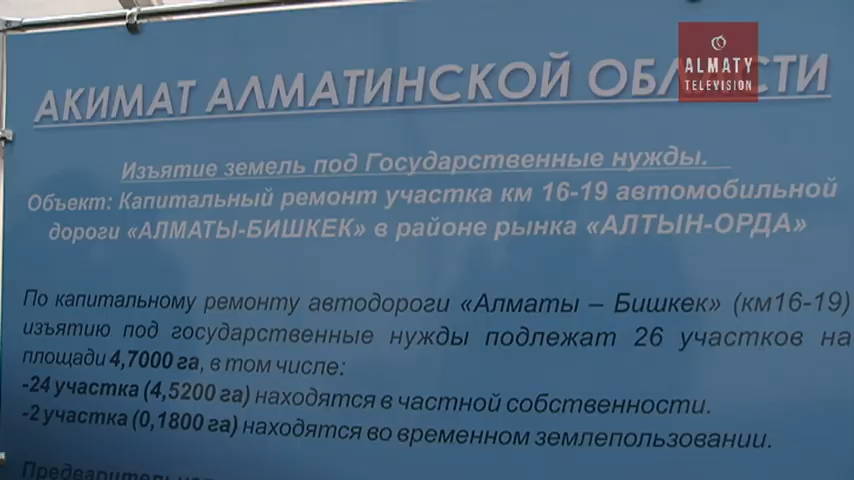 ALMATY
TELEVISION
АКИМАТ АЛМАТИНСКОЙ ОБЛАСТИ
Изъятие земель под Государственные нужды.
Объект: Капитальный ремонт участка км 16-19 автомобильной
дороги «АЛМАТЫ-БИШКЕК» в районе рынка «АЛТЫН-ОРДА»
По капитальному ремонту автодороги «Алматы – Бишкек» (км16-19)
изъятию под государственные нужды подлежат 26 участков на
площади 4,7000 га, в том числе:
-24 участка (4,5200 га) находятся в частной собственности.
-2 участка (0,1800 га) находятся во временном землепользовании.